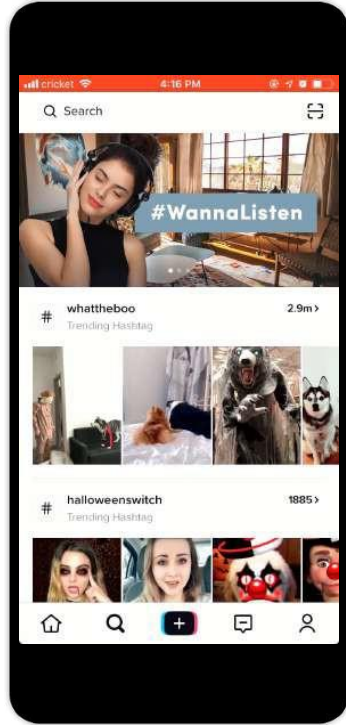 cricket 4:16 PM
Search
#WannaListen
# whattheboo 2.9m >
Trending Hashtag
# halloweenswitch 1885 >
Trending Hashtag